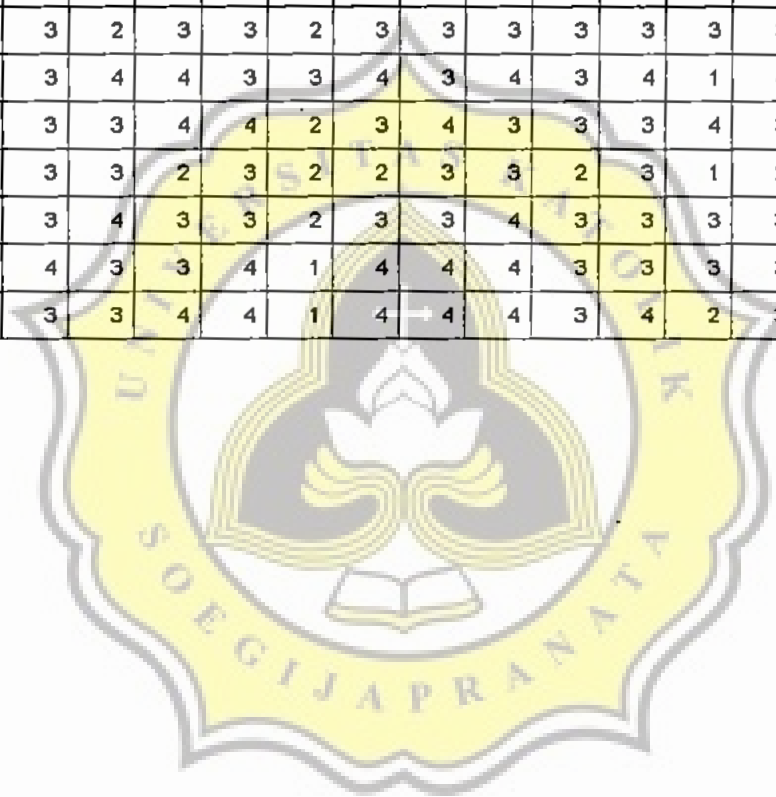 3 2 3 3 2 3 3 3 3 3 3
3 4 4 3 3 4 3 4 3 4 1
3 3 4 4 2 3 4 3 3 3 4
3 3 2 3 2 2 3 3 2 3 1
3 4 3 3 2 3 3 4 3 3 3
4 3 3 4 1 4 4 4 3 3 3
3 3 4 4 1 4 4 4 3 4 2
UNIVERSITAS KATOLIK
SOEGIJAPRANATA